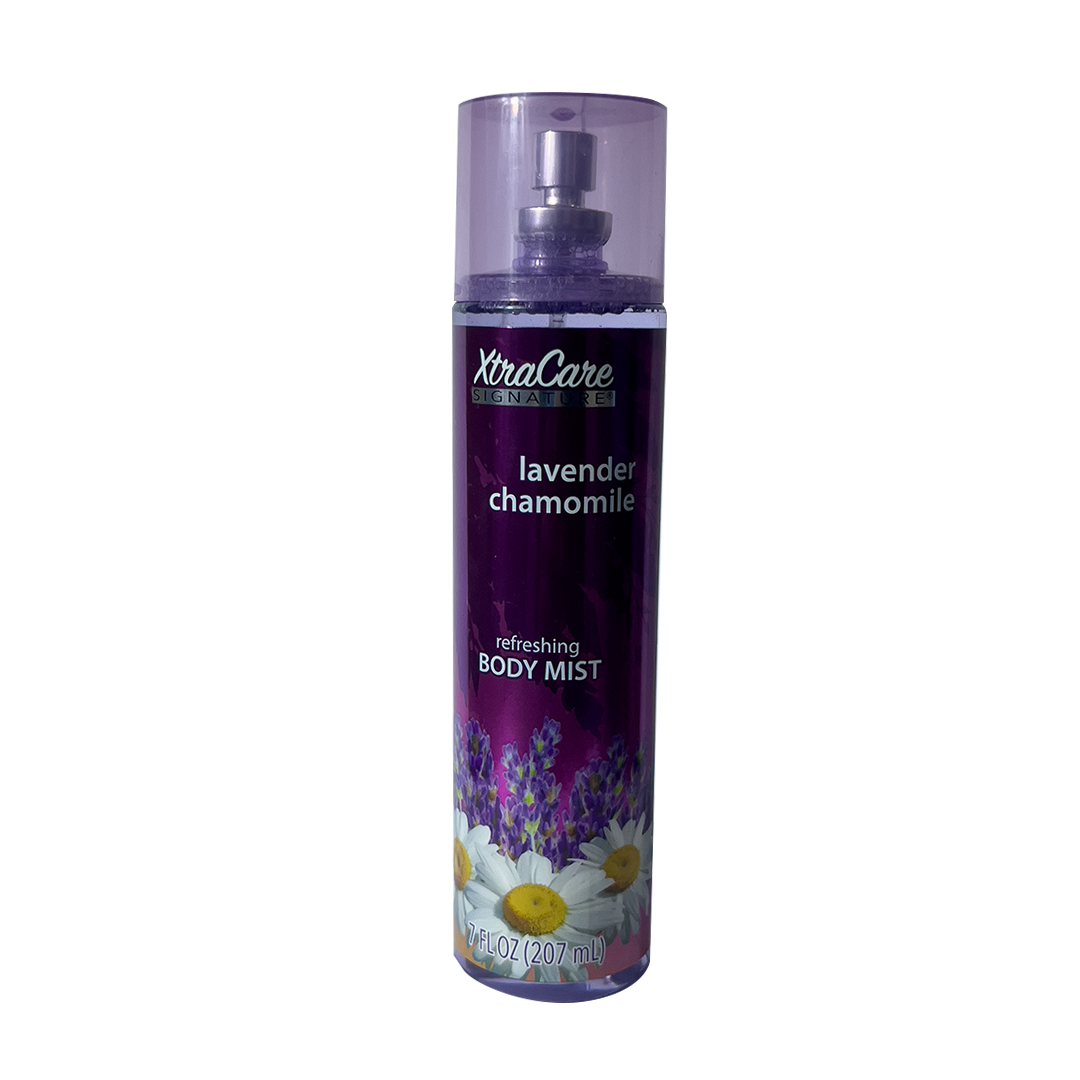 XtraCare
SIGNATURE®
lavender
chamomile
refreshing
BODY MIST
7 FL OZ (207 mL)